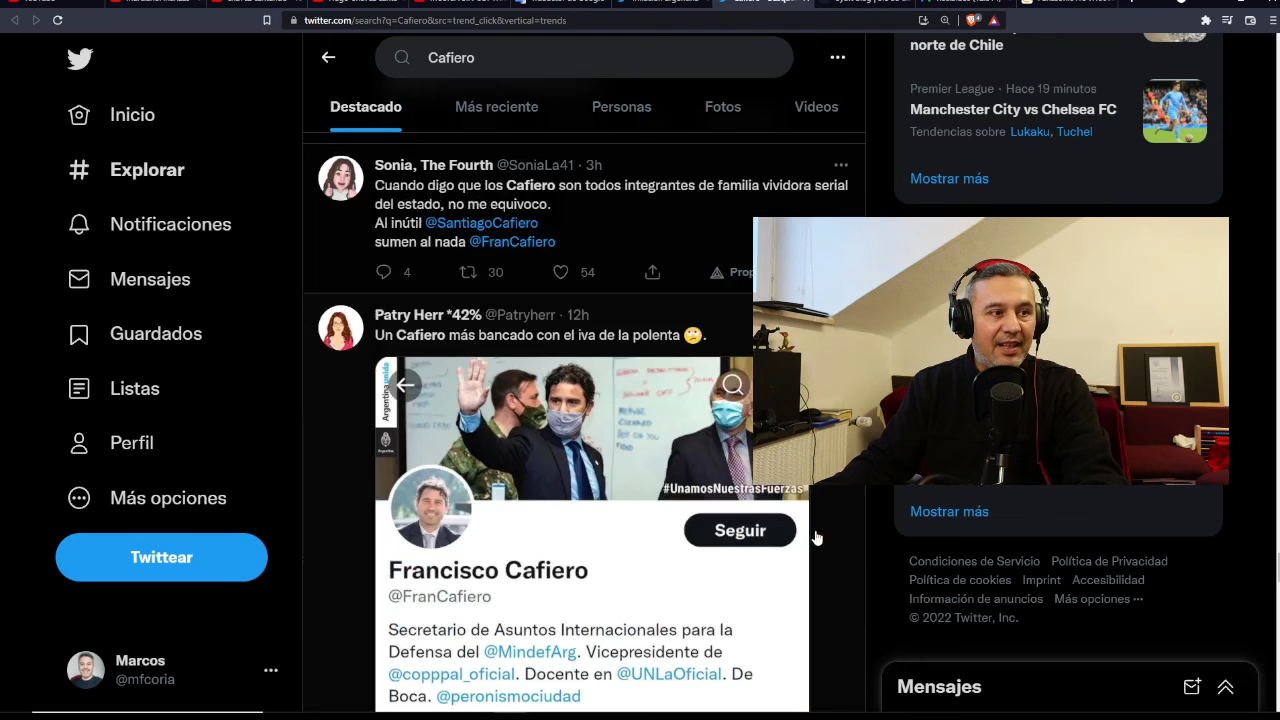 twitter.com/search?q=Cafiero&src=trend_click&vertical=trends
Cafiero
Destacado
Más reciente
Personas
Fotos
Videos
Inicio
Explorar
Notificaciones
Mensajes
Guardados
Listas
Perfil
Más opciones
Twittear
Marcos
@mfcoria
Sonia, The Fourth @SoniaLa41 · 3h
Cuando digo que los Cafiero son todos integrantes de familia vividora serial
del estado, no me equivoco.
Al inútil @SantiagoCafiero
sumen al nada @FranCafiero
4
30
54
Prop
Patry Herr *42% @Patryherr · 12h
Un Cafiero más bancado con el iva de la polenta 🙄.
Argentina unida
#UnamosNuestrasFuerzas
Seguir
Francisco Cafiero
@FranCafiero
Secretario de Asuntos Internacionales para la
Defensa del @MindefArg. Vicepresidente de
@copppal_oficial. Docente en @UNLaOficial. De
Boca. @peronismociudad
norte de Chile
Premier League · Hace 19 minutos
Manchester City vs Chelsea FC
Tendencias sobre Lukaku, Tuchel
Mostrar más
Mostrar más
Condiciones de Servicio Política de Privacidad
Política de cookies Imprint Accesibilidad
Información de anuncios Más opciones ···
© 2022 Twitter, Inc.
Mensajes